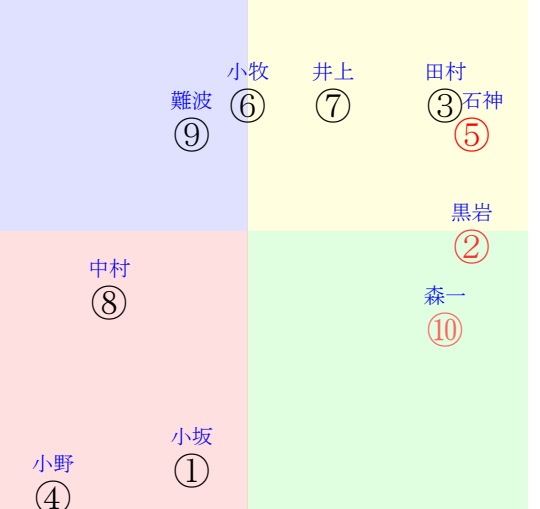 小牧
⑥
井上
⑦
田村
③
難波
⑨
石神
⑤
黒岩
②
中村
⑧
森一
⑩
小坂
①
小野
④